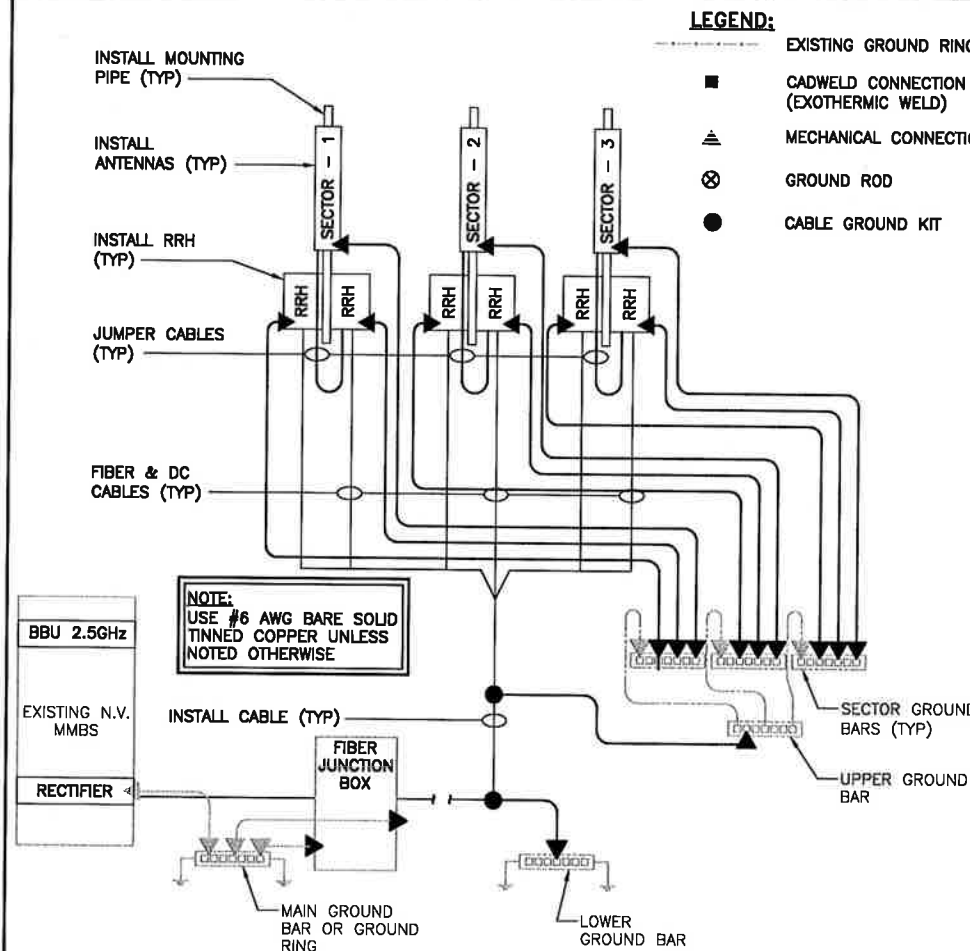 LEGEND:
EXISTING GROUND RING
CADWELD CONNECTION
(EXOTHERMIC WELD)
MECHANICAL CONNECTIO
GROUND ROD
CABLE GROUND KIT
INSTALL MOUNTING
PIPE (TYP)
INSTALL
ANTENNAS (TYP)
INSTALL RRH
(TYP)
JUMPER CABLES
(TYP)
FIBER & DC
CABLES (TYP)
SECTOR - 1
SECTOR - 2
SECTOR - 3
RRH
RRH
RRH
RRH
RRH
RRH
NOTE:
USE #6 AWG BARE SOLID
TINNED COPPER UNLESS
NOTED OTHERWISE
BBU 2.5GHz
EXISTING N.V.
MMBS
RECTIFIER
INSTALL CABLE (TYP)
FIBER
JUNCTION
BOX
SECTOR GROUND
BARS (TYP)
UPPER GROUND
BAR
MAIN GROUND
BAR OR GROUND
RING
LOWER
GROUND BAR